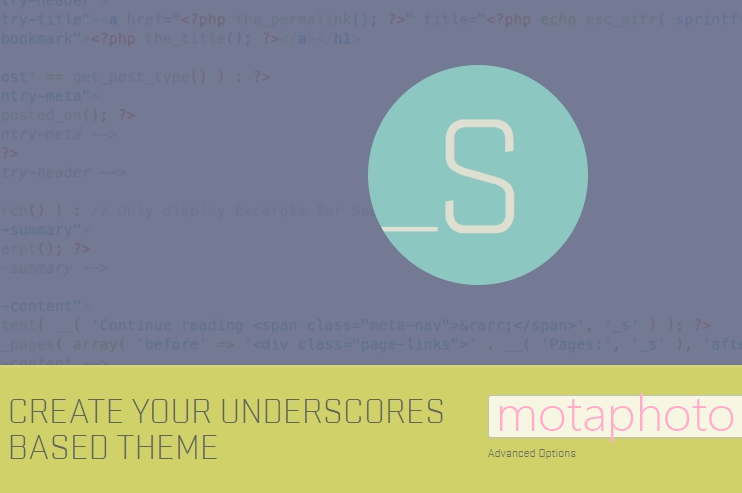 try-header">
try-title"><a href="<?php the_permalink(); ?>" title="<?php echo esc_attr( sprintf
bookmark"><?php the_title(); ?></a></h1>
ost' == get_post_type() ) : ?>
ntry-meta">
posted_on(); ?>
ntry-meta -->
?>
try-header -->
rch() ) : // Only display Excerpts for Se
-summary">
erpt(); ?>
-summary -->
-content">
tent( __( 'Continue reading <span class="meta-nav">&rarr;</span>', '_s' ) ); ?>
_pages( array( 'before' => '<div class="page-links">' . __( 'Pages:', '_s' ), 'afte
-content -->
_S
CREATE YOUR UNDERSCORES
BASED THEME
motaphoto
Advanced Options